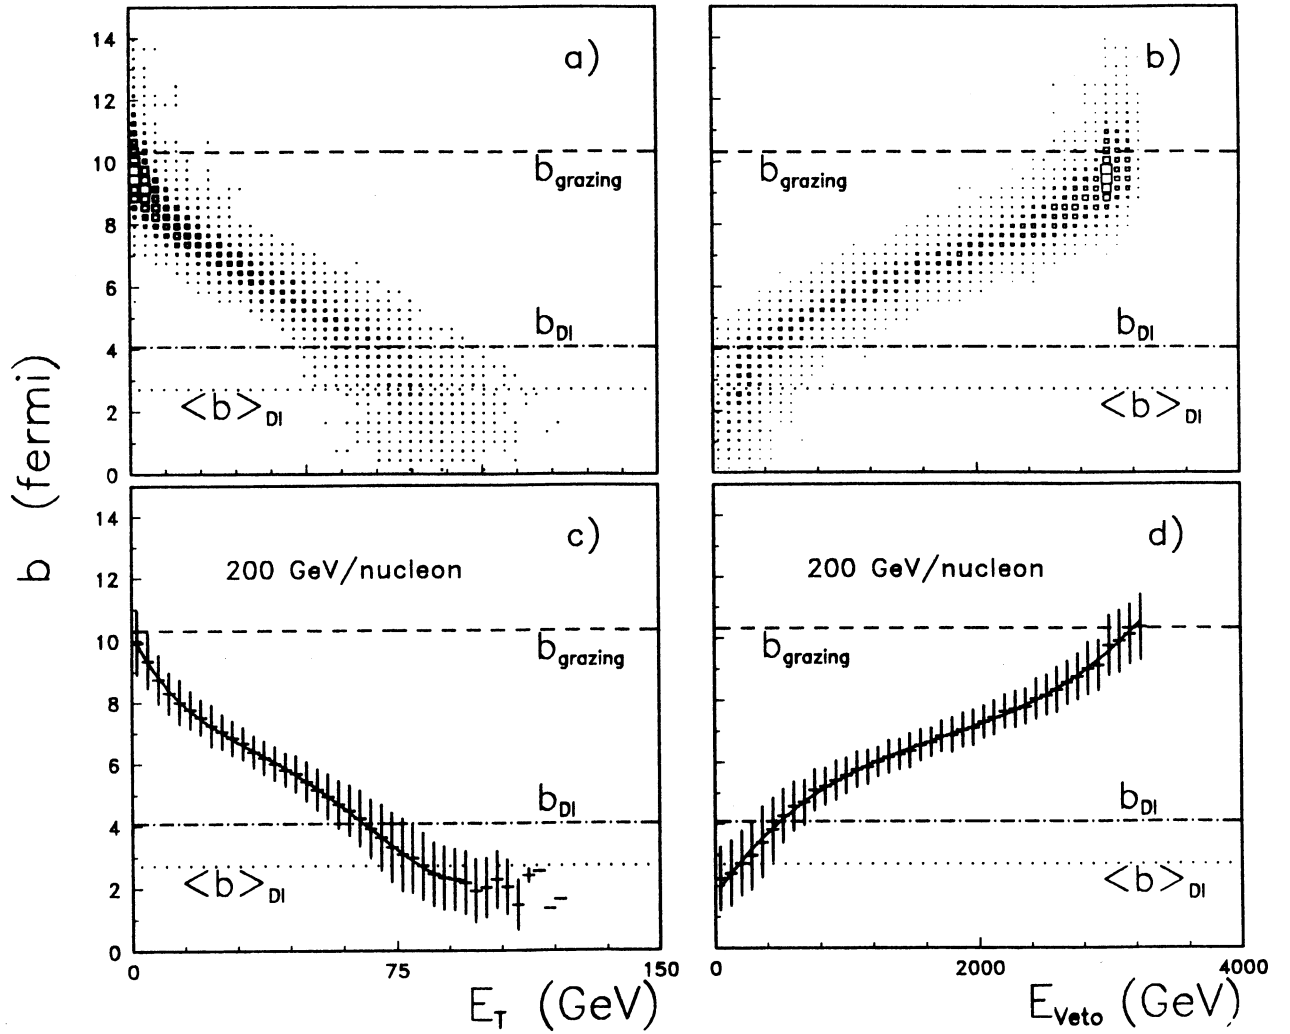 b (fermi)
a)
14
12
10
8
6
4
2
0
b_grazing
b_DI
<b>_DI
b)
b_grazing
b_DI
<b>_DI
c)
200 GeV/nucleon
14
12
10
8
6
4
2
0
b_grazing
b_DI
<b>_DI
0 75 150
E_T (GeV)
d)
200 GeV/nucleon
b_grazing
b_DI
<b>_DI
0 2000 4000
E_Veto (GeV)